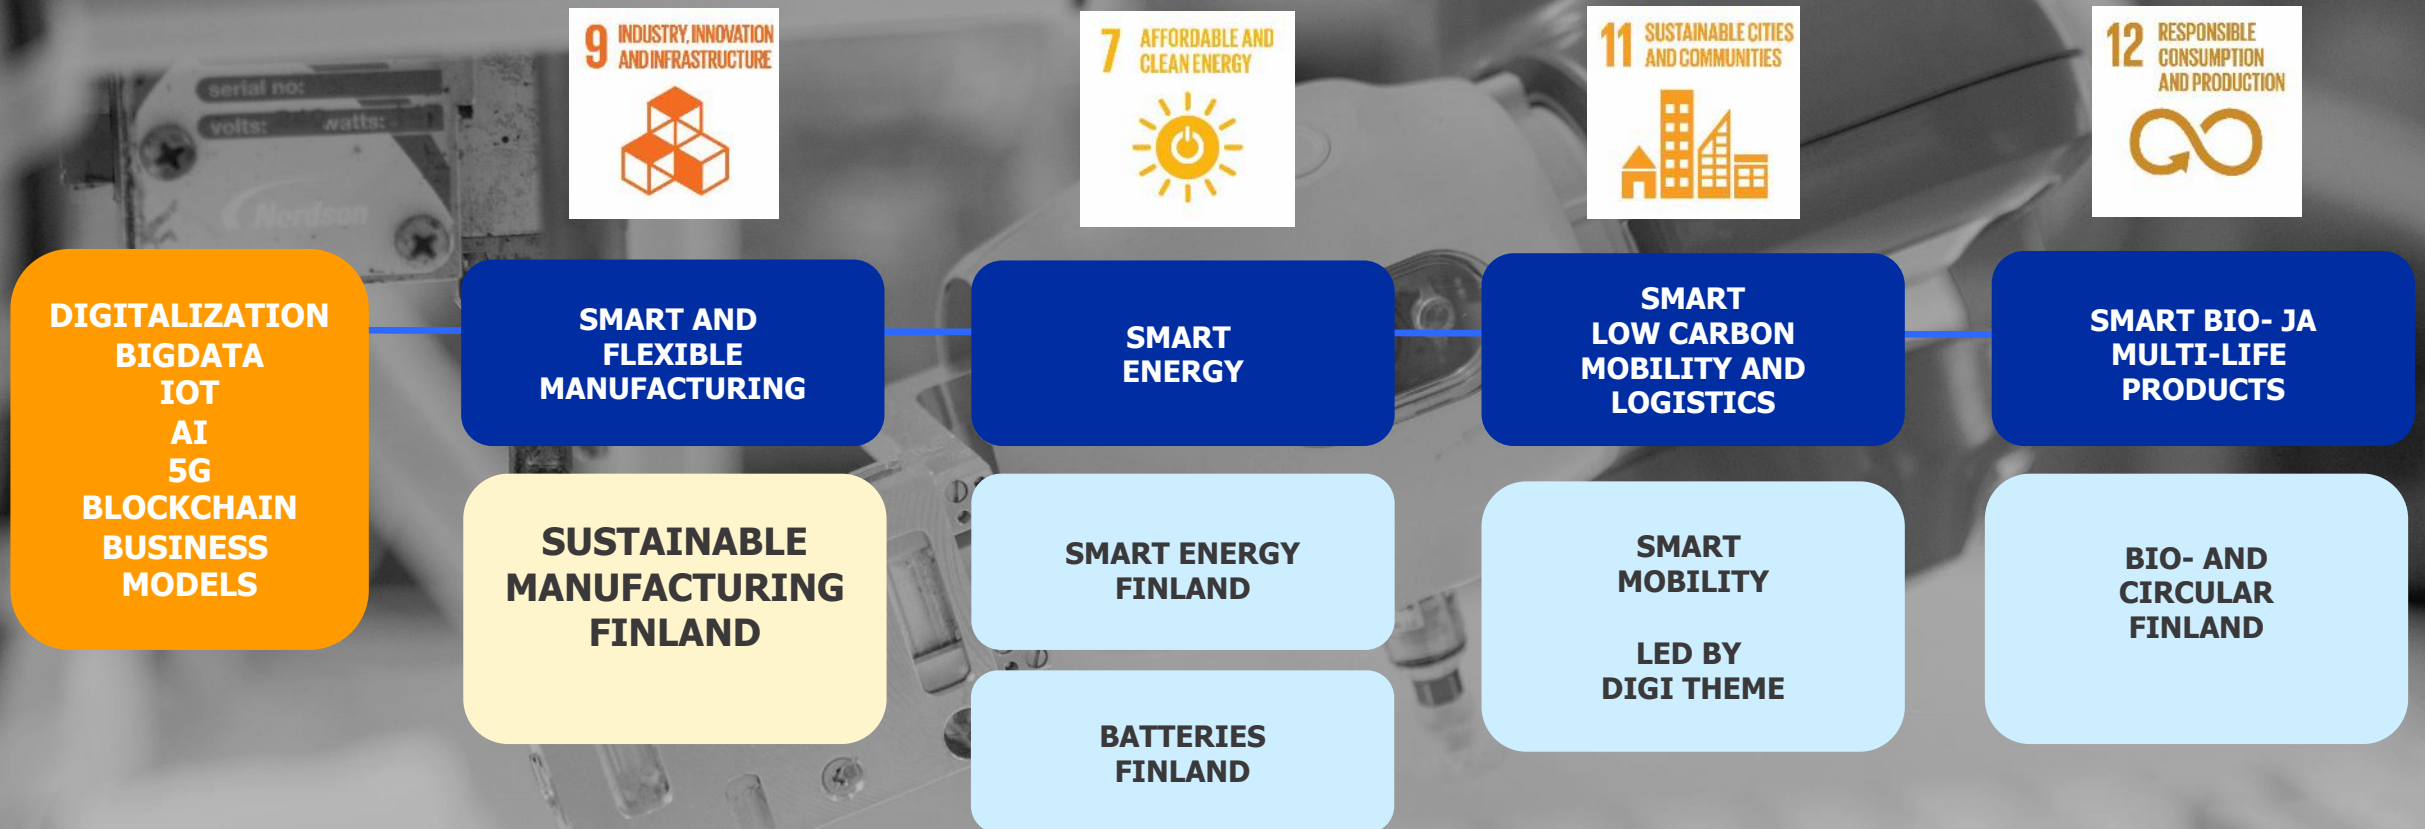 serial no:
volts: watts:
Nordson
9 INDUSTRY, INNOVATION
AND INFRASTRUCTURE
7 AFFORDABLE AND
CLEAN ENERGY
11 SUSTAINABLE CITIES
AND COMMUNITIES
12 RESPONSIBLE
CONSUMPTION
AND PRODUCTION
DIGITALIZATION
BIGDATA
IOT
AI
5G
BLOCKCHAIN
BUSINESS
MODELS
SMART AND
FLEXIBLE
MANUFACTURING
SMART
ENERGY
SMART
LOW CARBON
MOBILITY AND
LOGISTICS
SMART BIO- JA
MULTI-LIFE
PRODUCTS
SUSTAINABLE
MANUFACTURING
FINLAND
SMART ENERGY
FINLAND
BATTERIES
FINLAND
SMART
MOBILITY
LED BY
DIGI THEME
BIO- AND
CIRCULAR
FINLAND